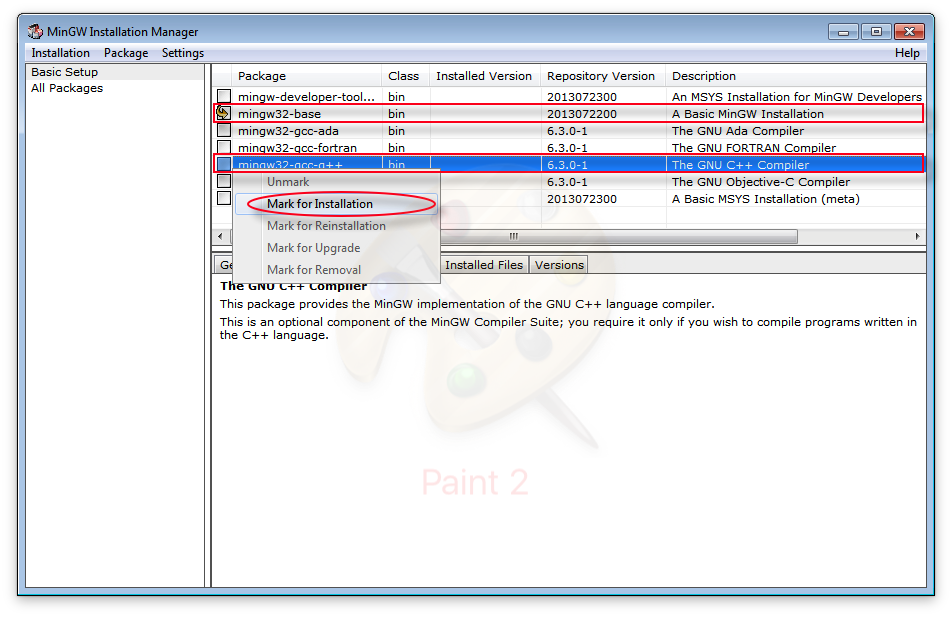 MinGW Installation Manager
Installation Package Settings Help
Basic Setup
All Packages
Package Class Installed Version Repository Version Description
mingw-developer-tool... bin 2013072300 An MSYS Installation for MinGW Developers
mingw32-base bin 2013072200 A Basic MinGW Installation
mingw32-gcc-ada bin 6.3.0-1 The GNU Ada Compiler
mingw32-gcc-fortran bin 6.3.0-1 The GNU FORTRAN Compiler
mingw32-gcc-g++ bin 6.3.0-1 The GNU C++ Compiler
6.3.0-1 The GNU Objective-C Compiler
2013072300 A Basic MSYS Installation (meta)
Unmark
Mark for Installation
Mark for Reinstallation
Mark for Upgrade
Mark for Removal
Installed Files Versions
The GNU C++ Compiler
This package provides the MinGW implementation of the GNU C++ language compiler.
This is an optional component of the MinGW Compiler Suite; you require it only if you wish to compile programs written in
the C++ language.
Paint 2